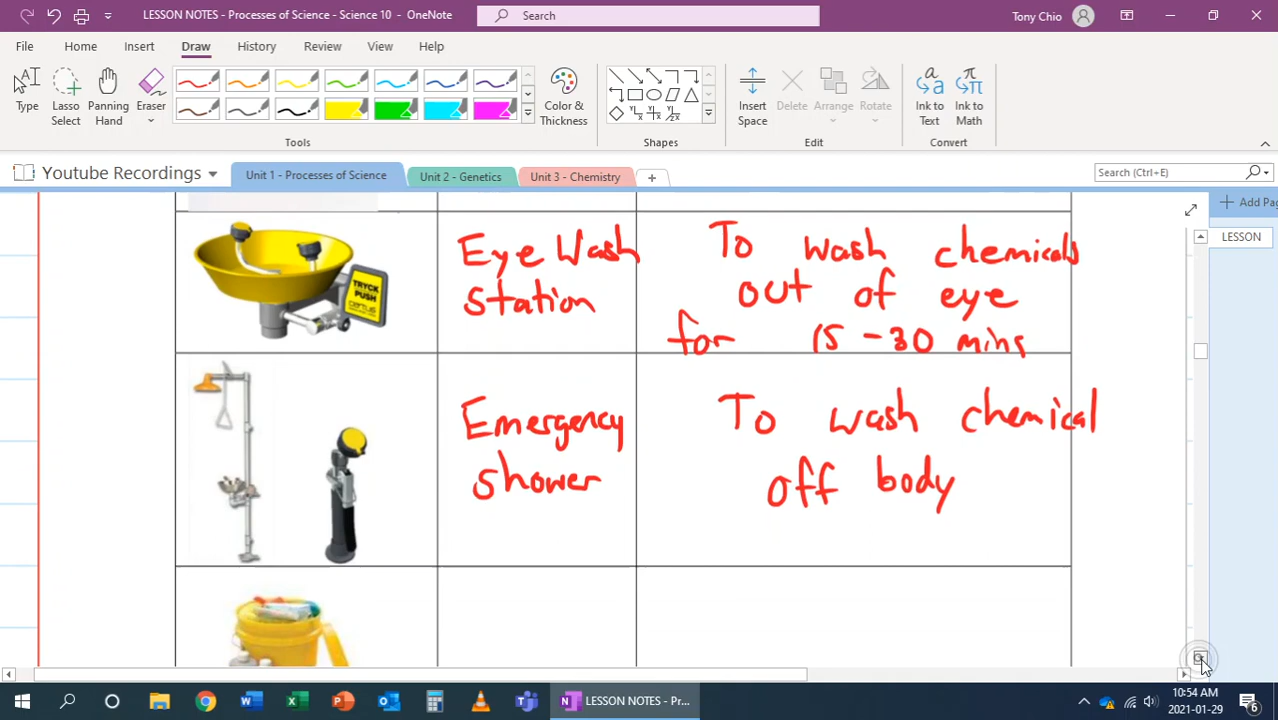 LESSON NOTES - Processes of Science - Science 10 - OneNote
Search
Tony Chio
File Home Insert Draw History Review View Help
Type
Lasso Select
Panning Hand
Eraser
Color & Thickness
Insert Space
Delete
Arrange
Rotate
Ink to Text
Ink to Math
Tools
Shapes
Edit
Convert
Youtube Recordings
Unit 1 - Processes of Science
Unit 2 - Genetics
Unit 3 - Chemistry
Search (Ctrl+E)
Add Pag
LESSON
TRYCK
PUSH
Eye Wash
station
To wash chemicals
out of eye
for 15 - 30 mins
Emergency
shower
To wash chemical
off body
LESSON NOTES - Pr...
10:54 AM
2021-01-29
6